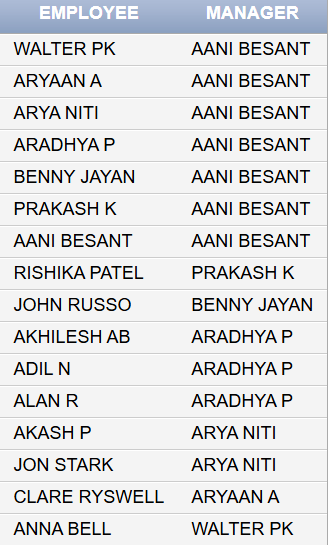 EMPLOYEE MANAGER
WALTER PK AANI BESANT
ARYAAN A AANI BESANT
ARYA NITI AANI BESANT
ARADHYA P AANI BESANT
BENNY JAYAN AANI BESANT
PRAKASH K AANI BESANT
AANI BESANT AANI BESANT
RISHIKA PATEL PRAKASH K
JOHN RUSSO BENNY JAYAN
AKHILESH AB ARADHYA P
ADIL N ARADHYA P
ALAN R ARADHYA P
AKASH P ARYA NITI
JON STARK ARYA NITI
CLARE RYSWELL ARYAAN A
ANNA BELL WALTER PK